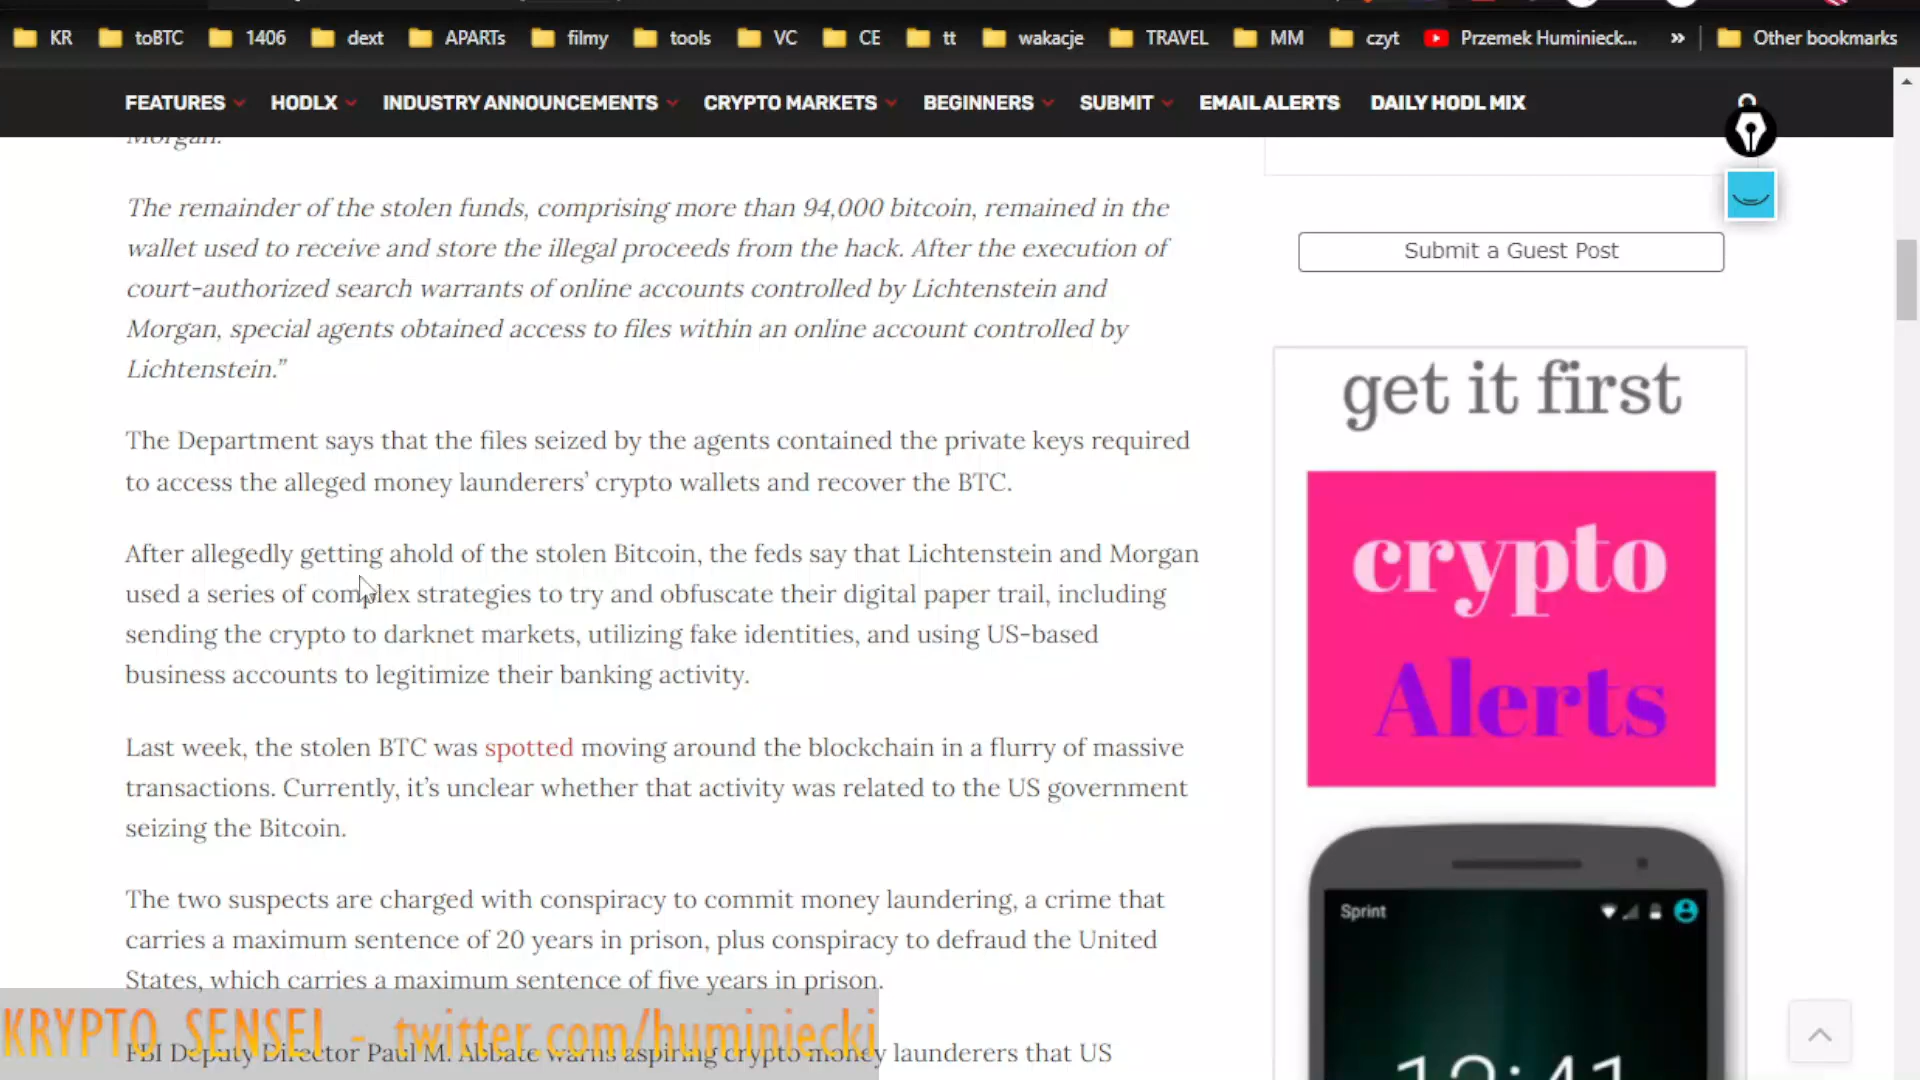 KR toBTC 1406 dext APARTs filmy tools VC CE tt wakacje TRAVEL MM czyt Przemek Huminieck... » Other bookmarks
FEATURES HODLX INDUSTRY ANNOUNCEMENTS CRYPTO MARKETS BEGINNERS SUBMIT EMAIL ALERTS DAILY HODL MIX
Morgan.
The remainder of the stolen funds, comprising more than 94,000 bitcoin, remained in the
wallet used to receive and store the illegal proceeds from the hack. After the execution of
court-authorized search warrants of online accounts controlled by Lichtenstein and
Morgan, special agents obtained access to files within an online account controlled by
Lichtenstein.”
The Department says that the files seized by the agents contained the private keys required
to access the alleged money launderers’ crypto wallets and recover the BTC.
After allegedly getting ahold of the stolen Bitcoin, the feds say that Lichtenstein and Morgan
used a series of complex strategies to try and obfuscate their digital paper trail, including
sending the crypto to darknet markets, utilizing fake identities, and using US-based
business accounts to legitimize their banking activity.
Last week, the stolen BTC was spotted moving around the blockchain in a flurry of massive
transactions. Currently, it’s unclear whether that activity was related to the US government
seizing the Bitcoin.
The two suspects are charged with conspiracy to commit money laundering, a crime that
carries a maximum sentence of 20 years in prison, plus conspiracy to defraud the United
States, which carries a maximum sentence of five years in prison.
FBI Deputy Director Paul M. Abbate warns aspiring crypto money launderers that US
KRYPTO SENSEI - twitter.com/huminiecki
Submit a Guest Post
get it first
crypto
Alerts
Sprint
12:41